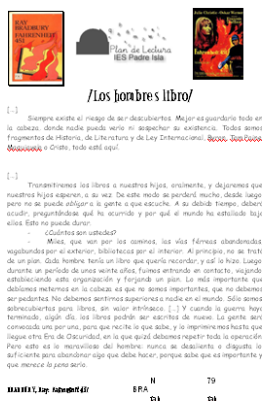 RAY
BRADBURY
FAHRENHEIT
451
Plan de Lectura
IES Padre Isla
/Los hombres libro/
[...]
Siempre existe el riesgo de ser descubiertos. Mejor es guardarlo todo en
la cabeza, donde nadie pueda verlo ni sospechar su existencia. Todos somos
fragmentos de Historia, de Literatura y de Ley Internacional, Byron, Tom Paine,
Maquiavelo, o Cristo, todo está aquí.
[...]
Transmitiremos los libros a nuestros hijos, oralmente, y dejaremos que
nuestros hijos esperen, a su vez. De este modo se perderá mucho, desde luego,
pero no se puede obligar a la gente a que escuche. A su debido tiempo, deberá
acudir, preguntándose qué ha ocurrido y por qué el mundo ha estallado bajo
ellos. Esto no puede durar.
- ¿Cuántos son ustedes?
- Miles, que van por los caminos, las vías férreas abandonadas,
vagabundos por el exterior, bibliotecas por el interior. Al principio, no se trató
de un plan. Cada hombre tenía un libro que quería recordar, y así lo hizo. Luego,
durante un período de unos veinte años, fuimos entrando en contacto, viajando,
estableciendo esta organización y forjando un plan. Lo más importante que
debíamos meternos en la cabeza es que no somos importantes, que no debemos
ser pedantes. No debemos sentirnos superiores a nadie en el mundo. Sólo somos
sobrecubiertas para libros, sin valor intrínseco. [...] Y cuando la guerra haya
terminado, algún día, los libros podrán ser escritos de nuevo. La gente será
convocada una por una, para que recite lo que sabe, y lo imprimiremos hasta que
llegue otra Era de Oscuridad, en la que quizá debamos repetir toda la operación.
Pero esto es lo maravilloso del hombre: nunca se desalienta o disgusta lo
suficiente para abandonar algo que debe hacer, porque sabe que es importante y
que merece la pena serlo.
N 79
BRADBURY, Ray: Fahrenheit 451
B P.A